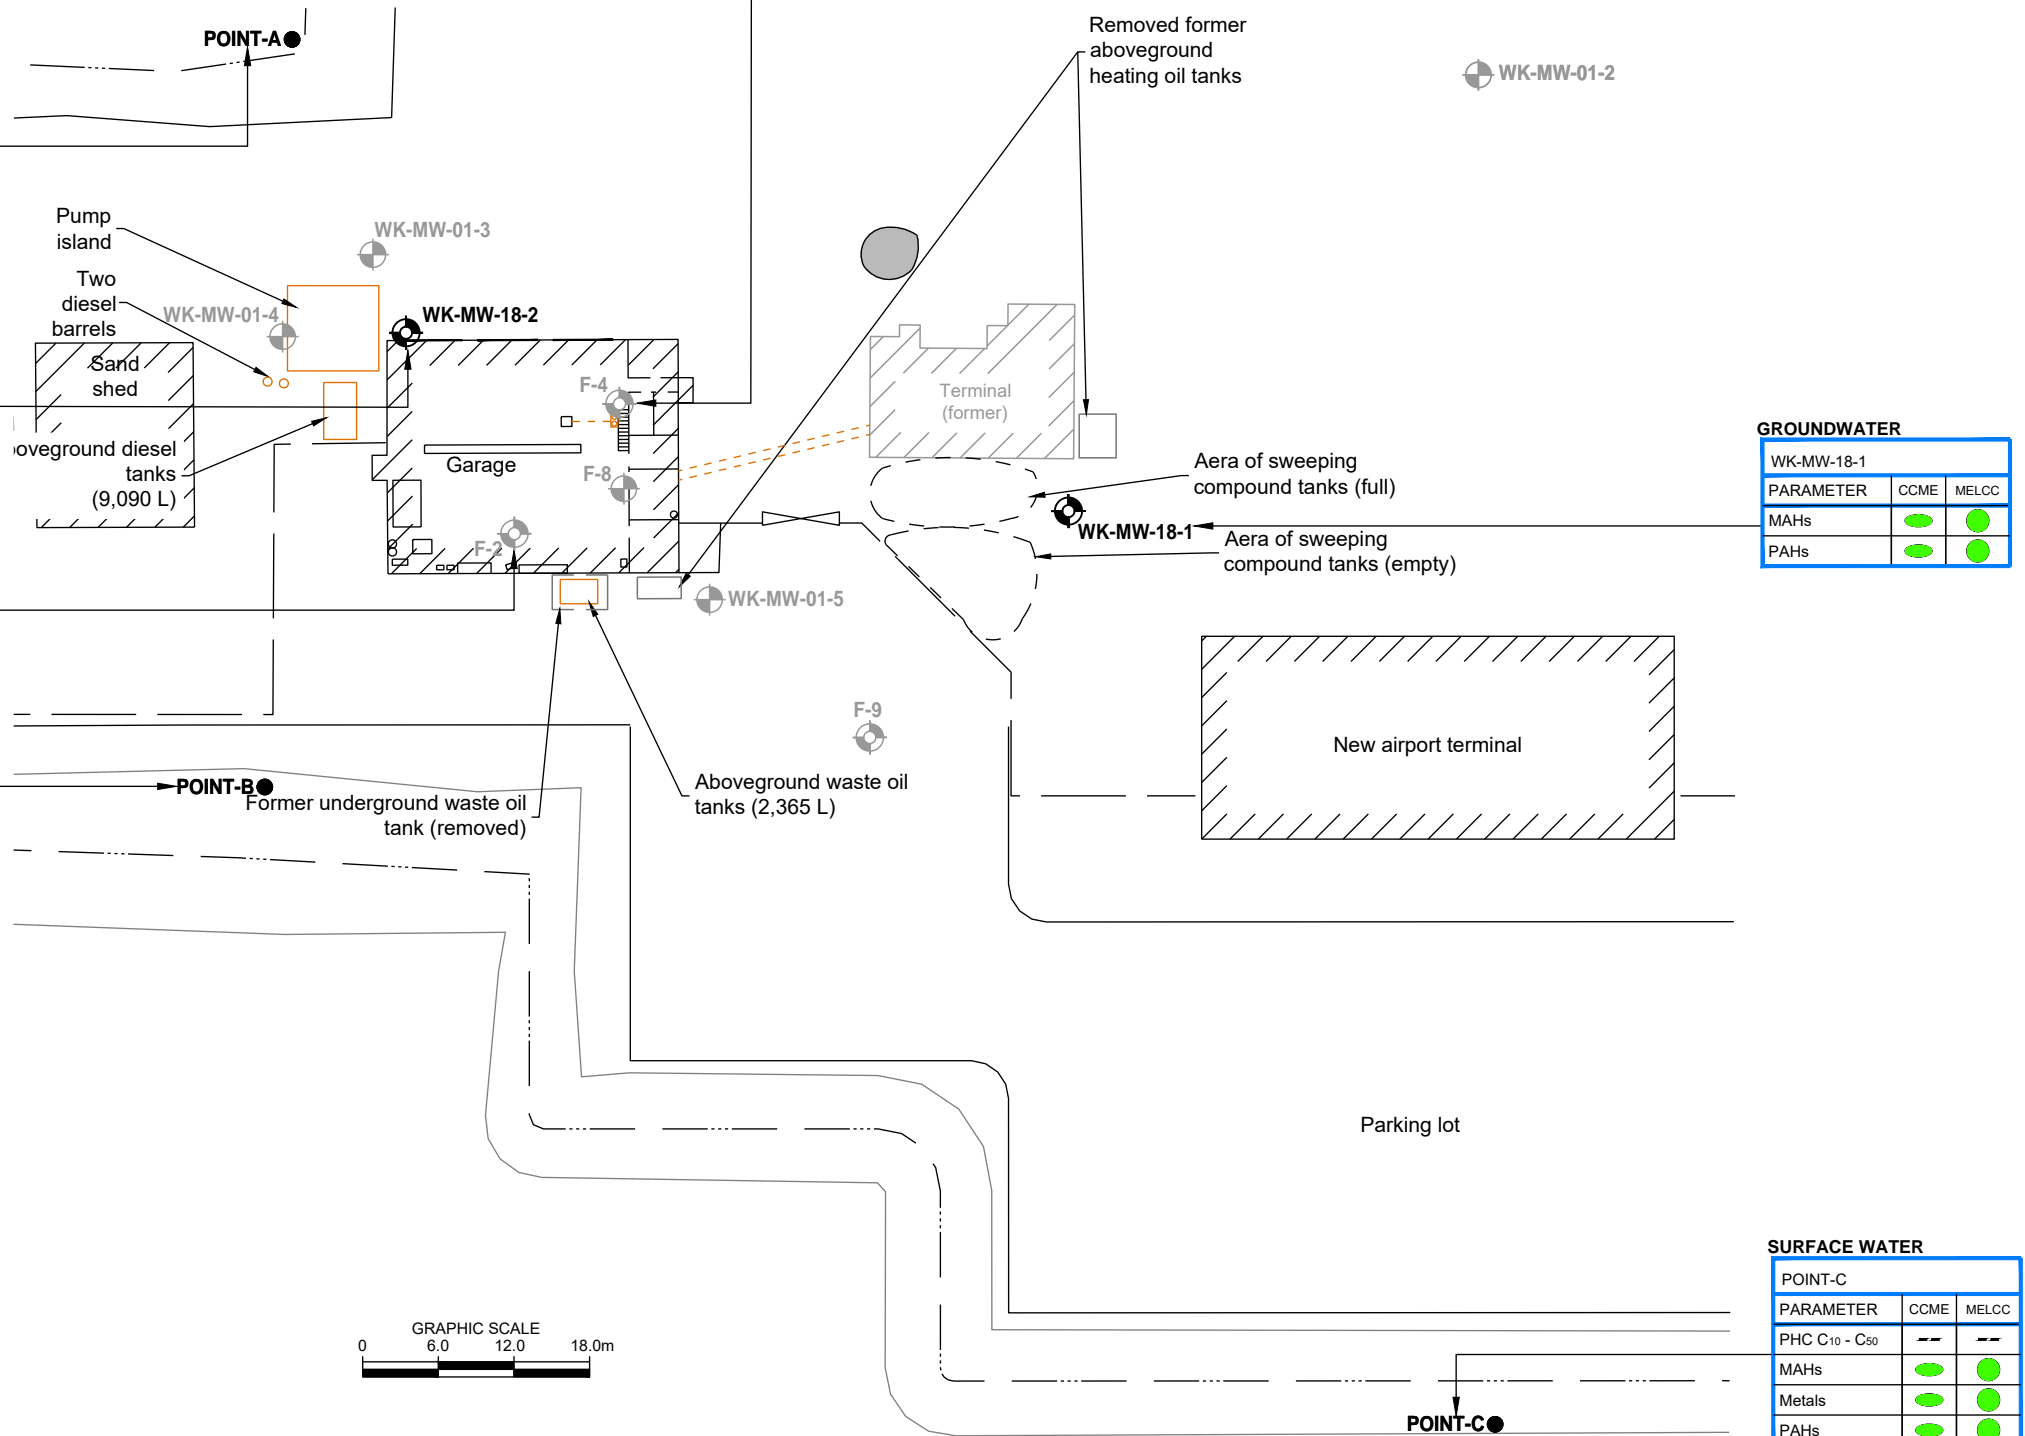 POINT-A
Removed former
aboveground
heating oil tanks
WK-MW-01-2
Pump
island
WK-MW-01-3
Two
diesel
barrels
WK-MW-01-4
WK-MW-18-2
Sand
shed
F-4
Terminal
(former)
diesel
tanks
(9,090 L)
Garage
F-8
F-2
Aera of sweeping
compound tanks (full)
WK-MW-18-1
Aera of sweeping
compound tanks (empty)
GROUNDWATER
WK-MW-18-1
PARAMETER CCME MELCC
MAHs
PAHs
WK-MW-01-5
F-9
New airport terminal
POINT-B
Former underground waste oil
tank (removed)
Aboveground waste oil
tanks (2,365 L)
Parking lot
SURFACE WATER
POINT-C
PARAMETER CCME MELCC
PHC C10 - C50 -- --
MAHs
Metals
PAHs
GRAPHIC SCALE
0 6.0 12.0 18.0m
POINT-C